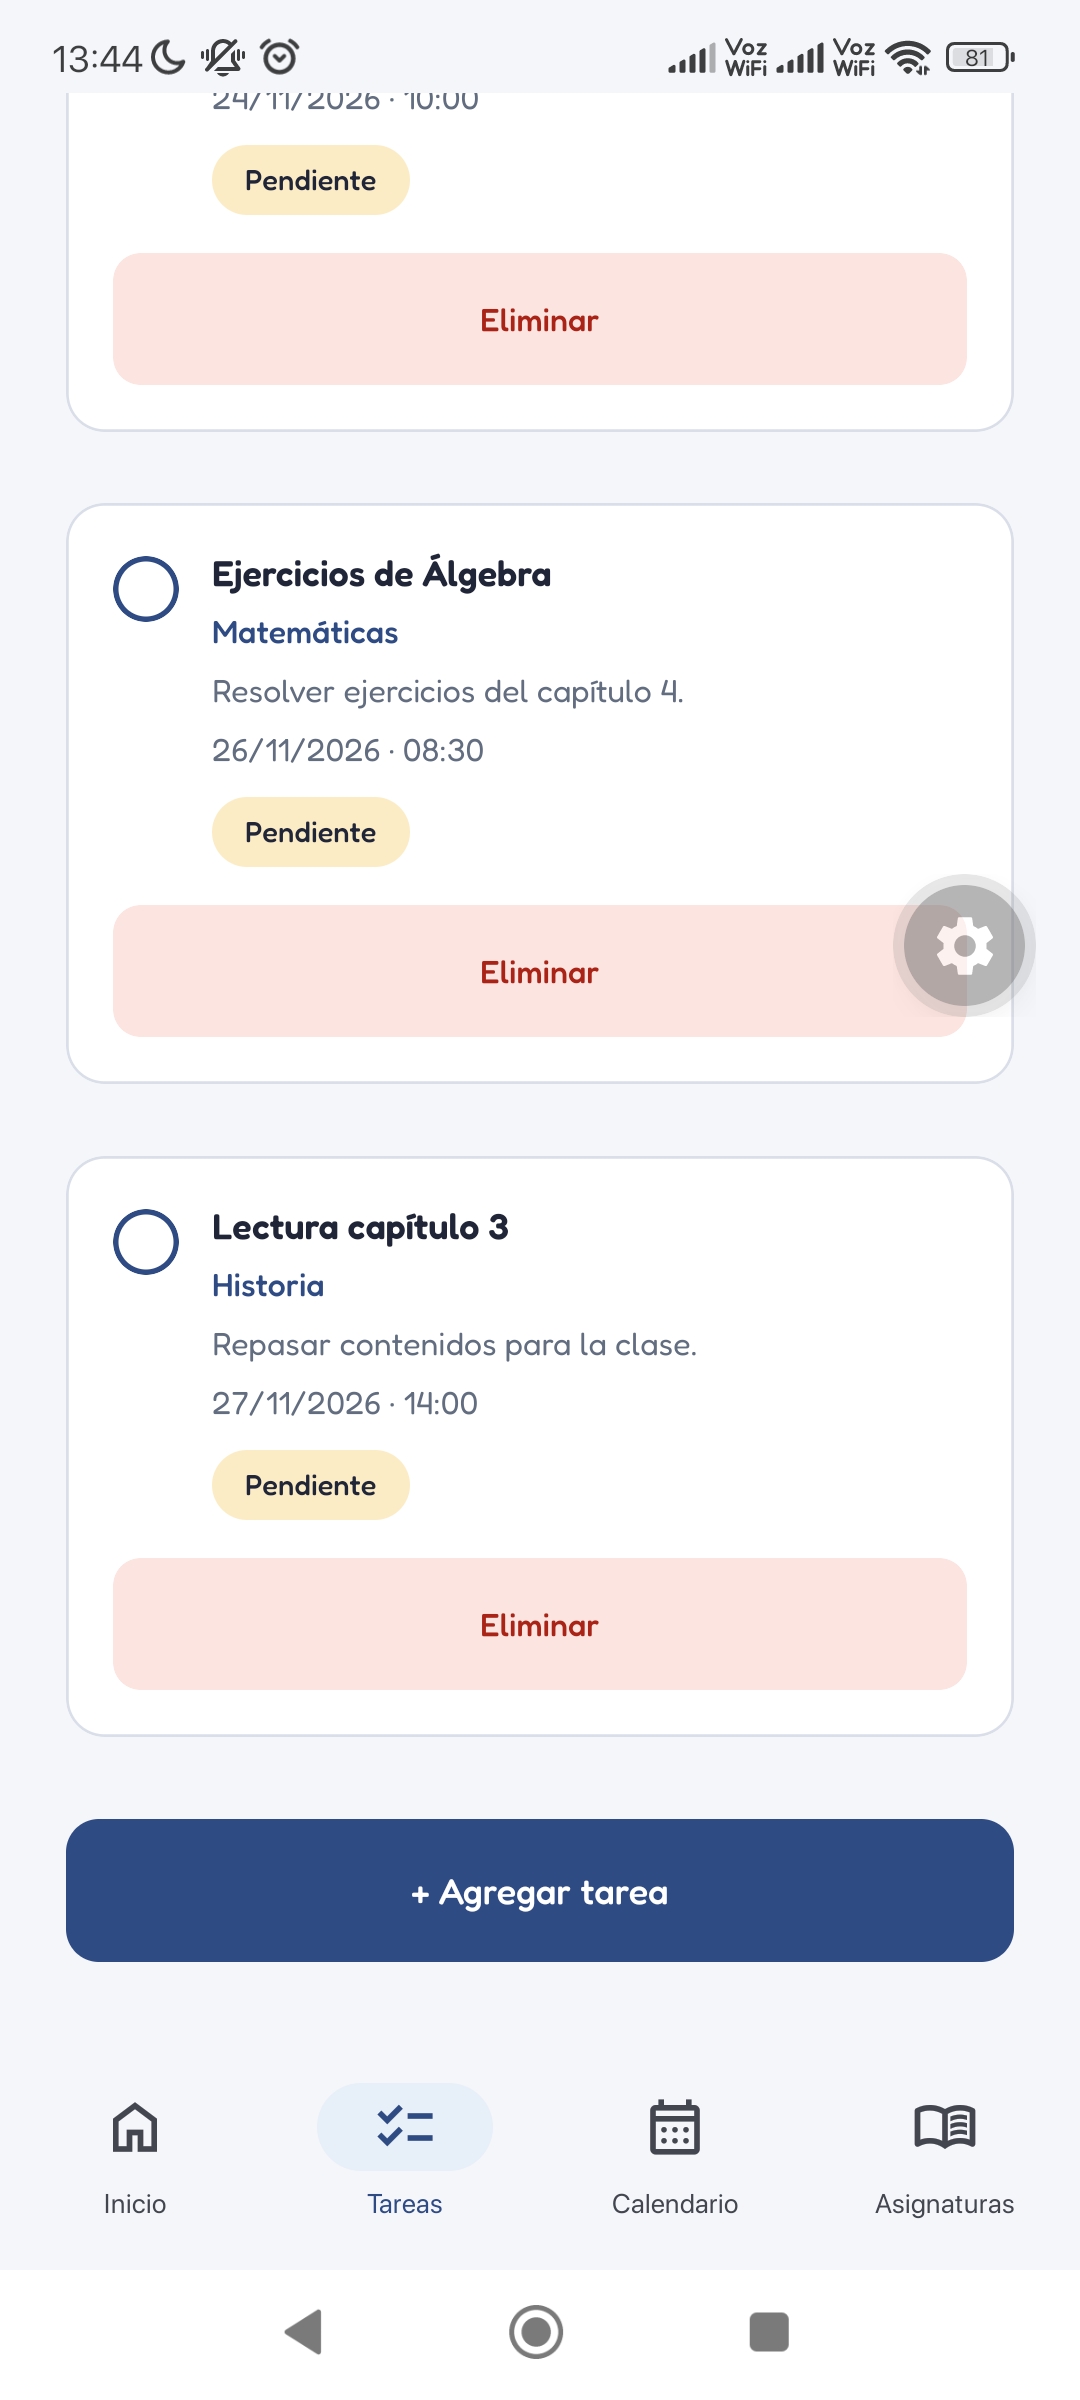 13:44
Voz
WiFi
Voz
WiFi
81
24/11/2026 · 10:00
Pendiente
Eliminar
Ejercicios de Álgebra
Matemáticas
Resolver ejercicios del capítulo 4.
26/11/2026 · 08:30
Pendiente
Eliminar
Lectura capítulo 3
Historia
Repasar contenidos para la clase.
27/11/2026 · 14:00
Pendiente
Eliminar
+ Agregar tarea
Inicio
Tareas
Calendario
Asignaturas